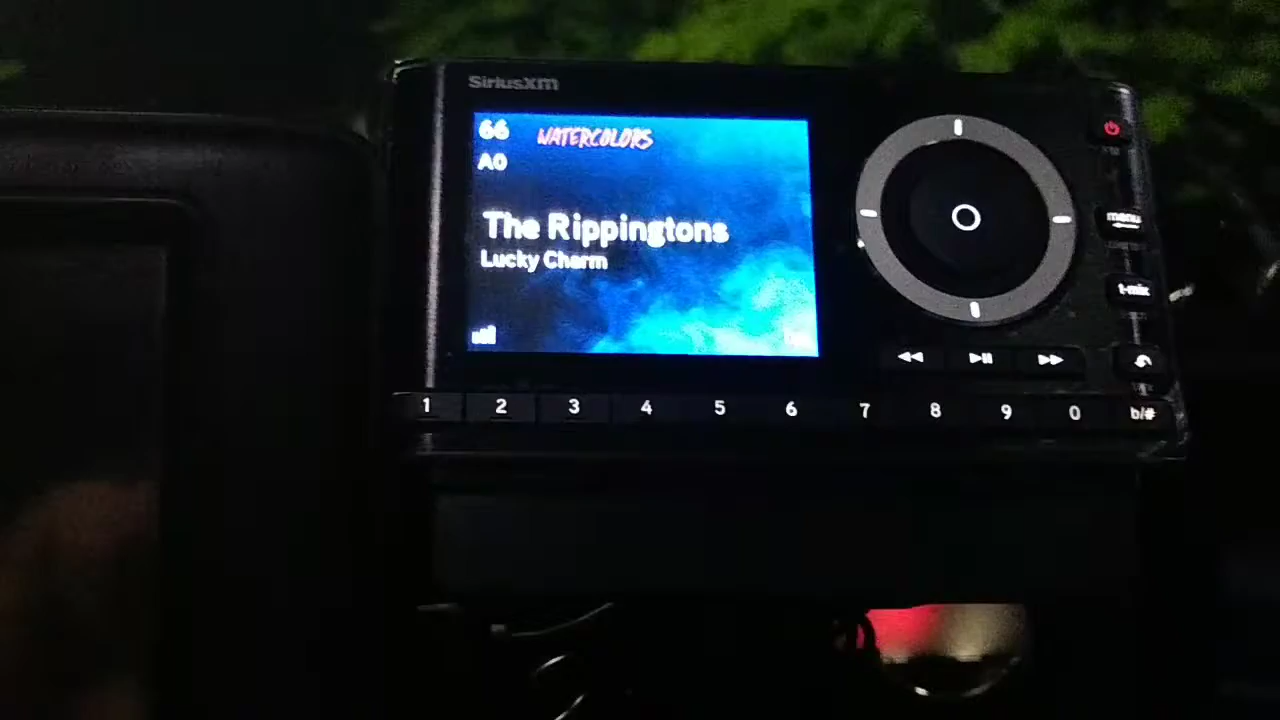 SiriusXM
66 WATERCOLORS
A0
The Rippingtons
Lucky Charm
menu
t-mix
1 2 3 4 5 6 7 8 9 0 b/#